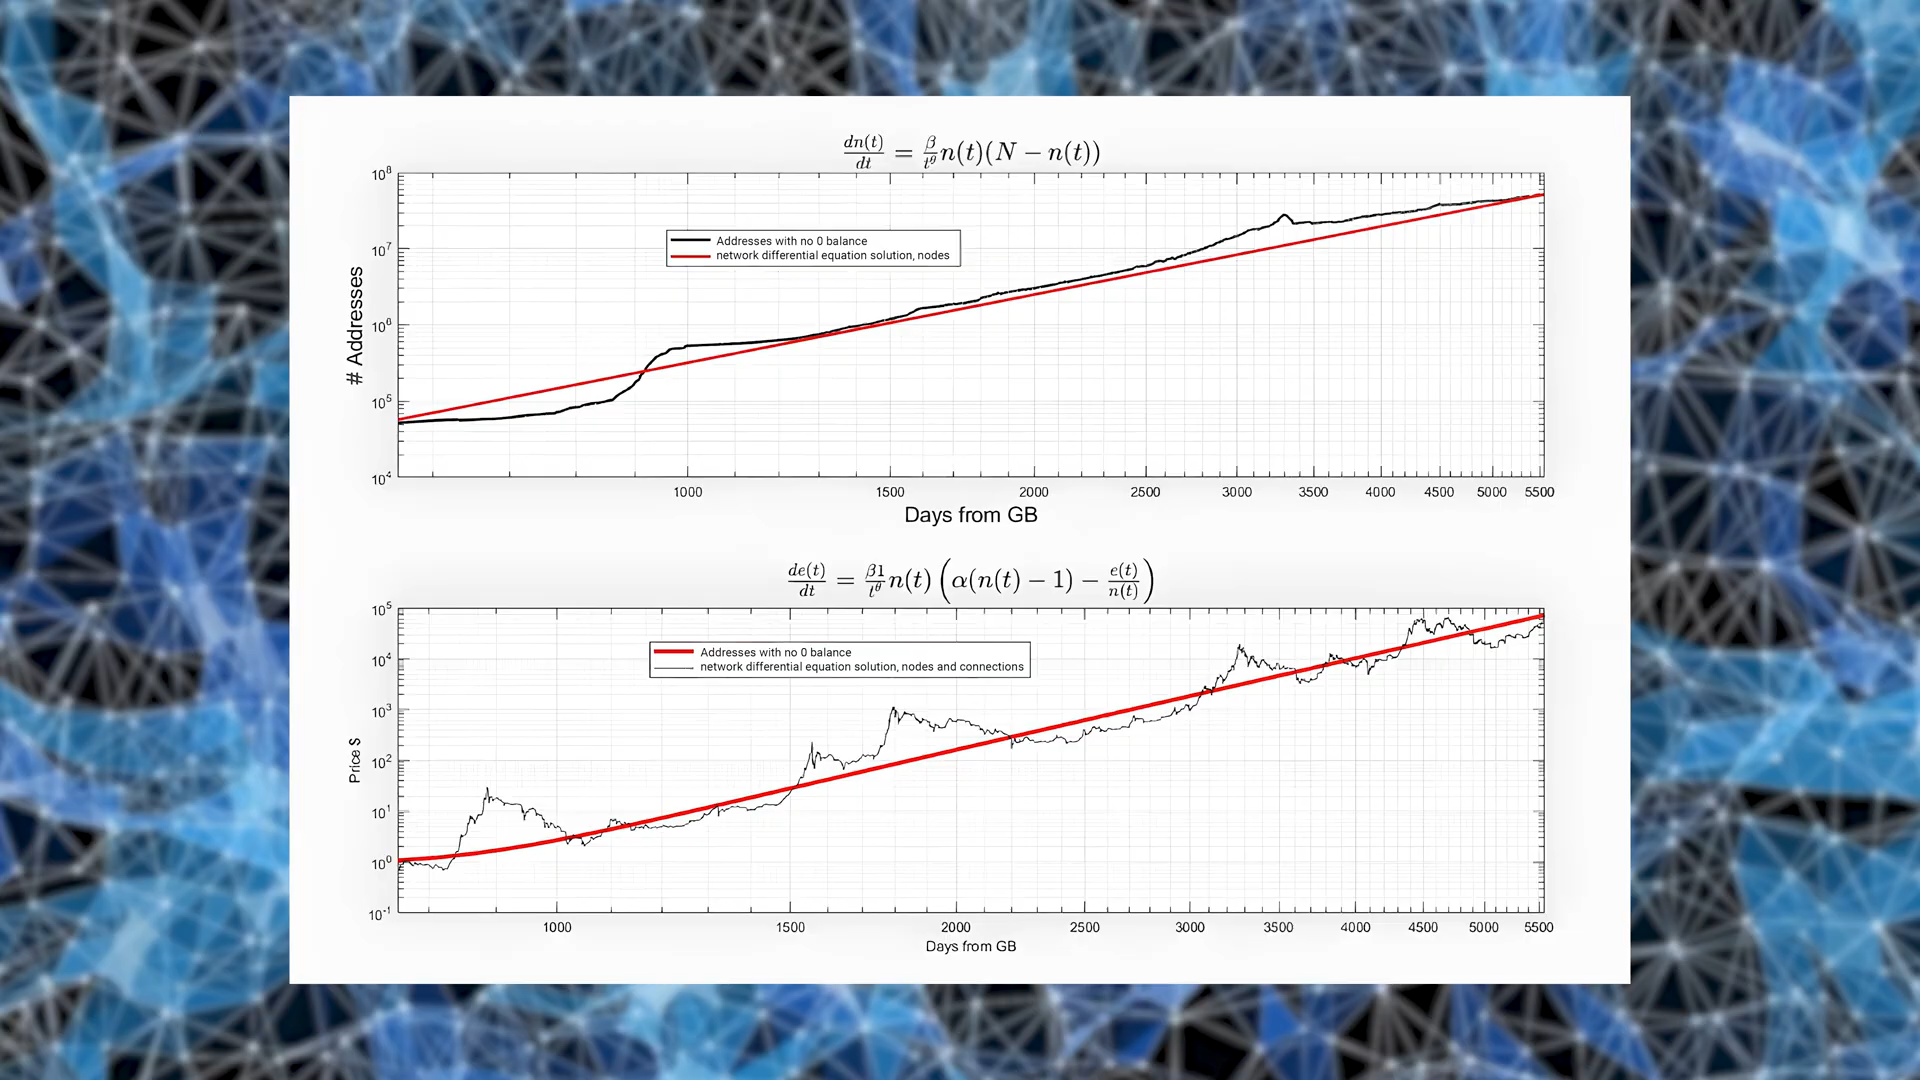 dn(t)/dt = β/t^θ n(t)(N − n(t))
10^8
10^7
10^6
10^5
10^4
# Addresses
Addresses with no 0 balance
network differential equation solution, nodes
1000 1500 2000 2500 3000 3500 4000 4500 5000 5500
Days from GB
de(t)/dt = β1/t^θ n(t) (α(n(t) − 1) − e(t)/n(t))
10^5
10^4
10^3
10^2
10^1
10^0
10^-1
Price $
Addresses with no 0 balance
network differential equation solution, nodes and connections
1000 1500 2000 2500 3000 3500 4000 4500 5000 5500
Days from GB